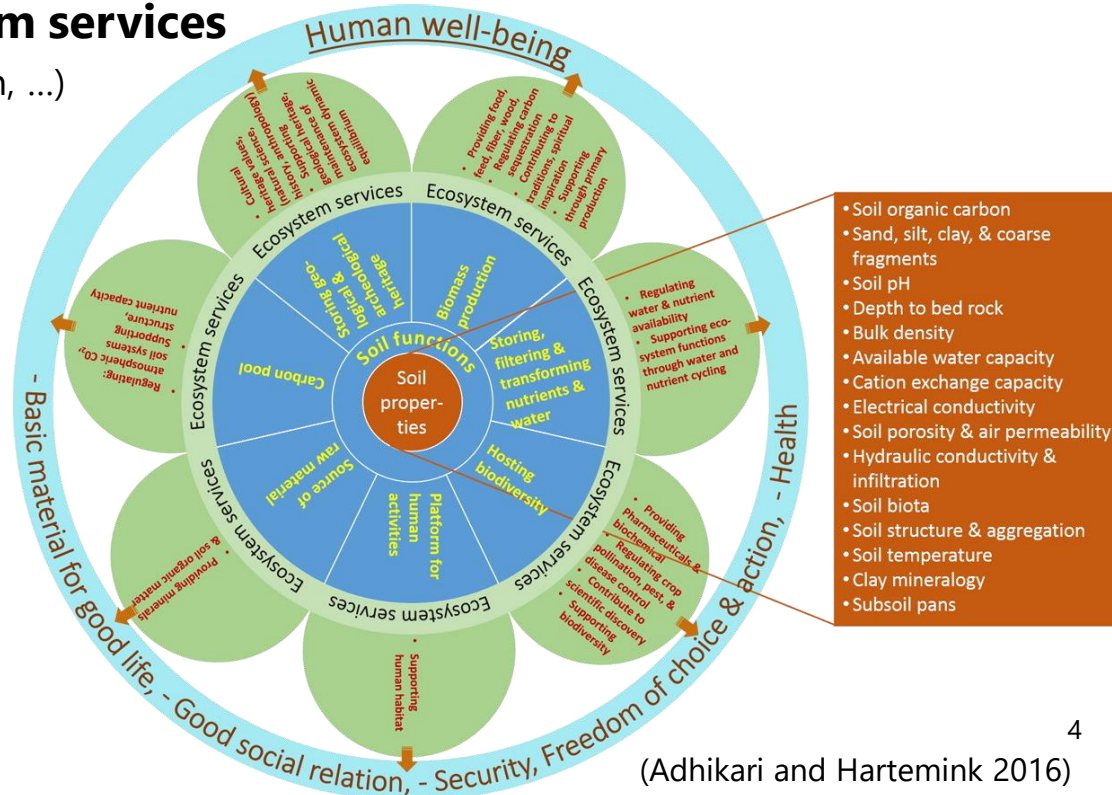 m services
n, ...)
Human well-being
- Basic material for good life, - Good social relation, - Security, Freedom of choice & action, - Health
• Cultural
heritage values,
(natural science,
history, anthropology)
• Supporting
geological heritage,
maintenance of
ecosystem dynamic
equilibrium
• Providing food,
feed, fiber, wood,
• Regulating carbon
sequestration
• Contributing to
traditions, spiritual
inspiration
• Supporting
through primary
production
• Regulating
water & nutrient
availability
• Supporting eco-
system functions
through water and
nutrient cycling
• Providing
Pharmaceuticals &
biochemical
• Regulating crop
pollination, pest, &
disease control
• Contribute to
scientific discovery
• Supporting
biodiversity
• Supporting
human habitat
• Providing minerals
& soil organic matter
• Regulating:
atmospheric CO₂,
soil systems
• Supporting
structure,
nutrient capacity
Ecosystem services
Ecosystem services
Ecosystem services
Ecosystem services
Ecosystem services
Ecosystem services
Ecosystem services
Storing geo-
logical &
archeological
heritage
Biomass
production
Storing,
filtering &
transforming
nutrients &
water
Hosting
biodiversity
Platform for
human
activities
Source of
raw material
Carbon pool
Soil functions
Soil
proper-
ties
• Soil organic carbon
• Sand, silt, clay, & coarse
fragments
• Soil pH
• Depth to bed rock
• Bulk density
• Available water capacity
• Cation exchange capacity
• Electrical conductivity
• Soil porosity & air permeability
• Hydraulic conductivity &
infiltration
• Soil biota
• Soil structure & aggregation
• Soil temperature
• Clay mineralogy
• Subsoil pans
4
(Adhikari and Hartemink 2016)